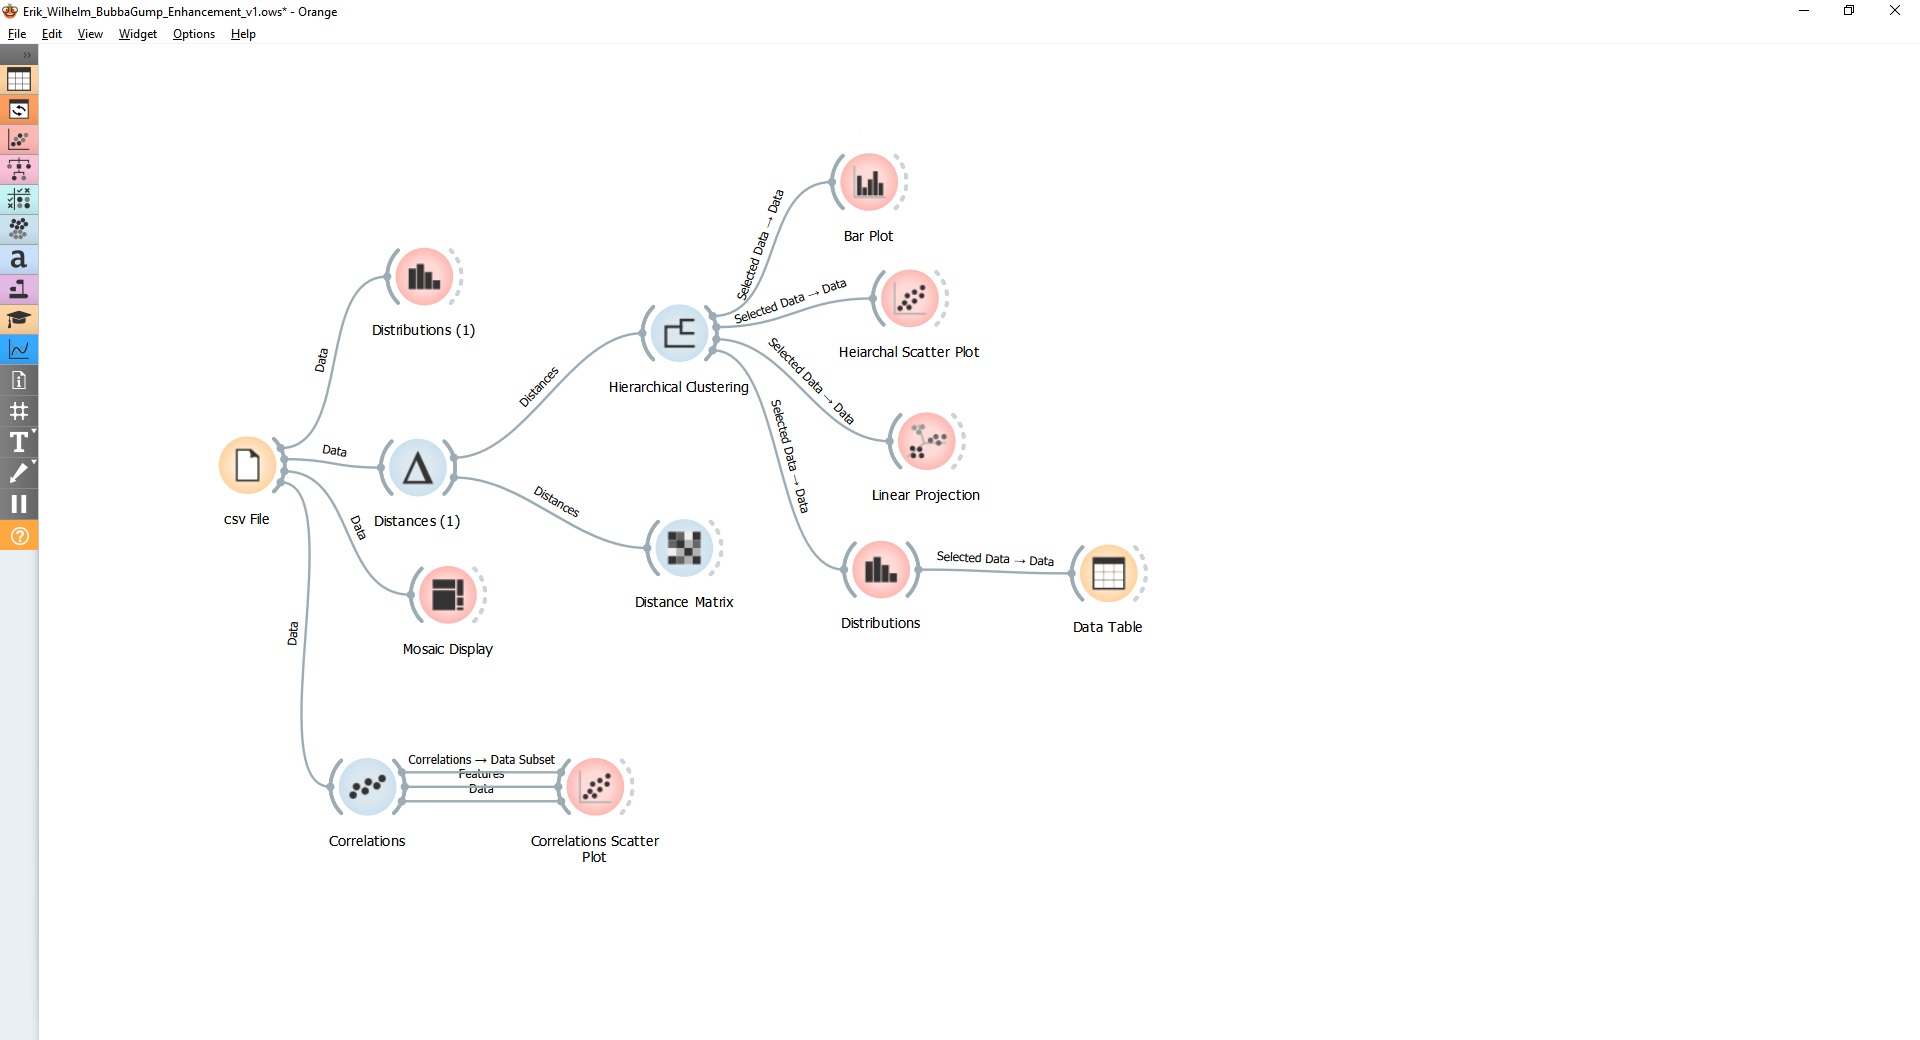 Erik_Wilhelm_BubbaGump_Enhancement_v1.ows* - Orange
File Edit View Widget Options Help
Bar Plot
Selected Data → Data
Selected Data → Data
Heiarchal Scatter Plot
Distributions (1)
Data
Distances
Hierarchical Clustering
Selected Data → Data
Selected Data → Data
Linear Projection
Data
csv File
Distances (1)
Data
Distances
Distance Matrix
Selected Data → Data
Distributions
Data Table
Mosaic Display
Data
Correlations → Data Subset
Features
Data
Correlations
Correlations Scatter
Plot
a
T